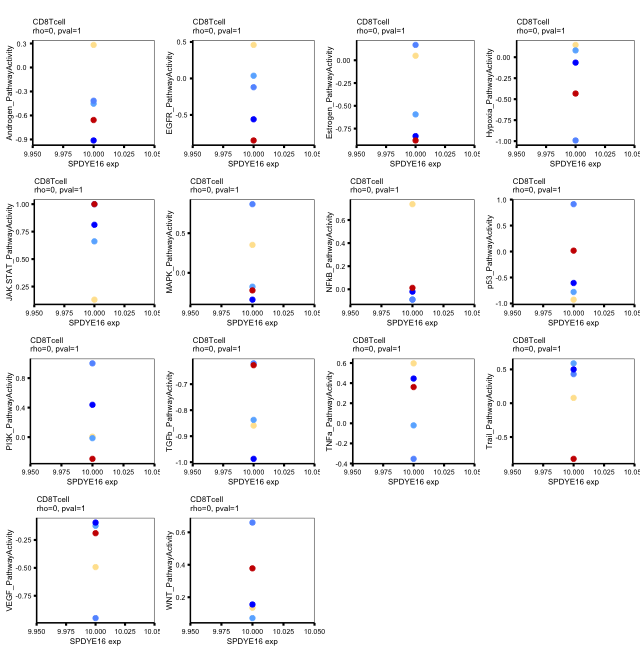 CD8Tcell
rho=0, pval=1
Androgen_PathwayActivity
0.3
0.0
-0.3
-0.6
-0.9
9.950 9.975 10.000 10.025 10.05
SPDYE16 exp
CD8Tcell
rho=0, pval=1
EGFR_PathwayActivity
0.5
0.0
-0.5
9.950 9.975 10.000 10.025 10.05
SPDYE16 exp
CD8Tcell
rho=0, pval=1
Estrogen_PathwayActivity
0.00
-0.25
-0.50
-0.75
9.950 9.975 10.000 10.025 10.05
SPDYE16 exp
CD8Tcell
rho=0, pval=1
Hypoxia_PathwayActivity
0.00
-0.50
-1.00
9.950 9.975 10.000 10.025 10.05
SPDYE16 exp
CD8Tcell
rho=0, pval=1
JAK.STAT_PathwayActivity
1.00
0.75
0.50
0.25
9.950 9.975 10.000 10.025 10.05
SPDYE16 exp
CD8Tcell
rho=0, pval=1
MAPK_PathwayActivity
0.5
0.0
9.950 9.975 10.000 10.025 10.05
SPDYE16 exp
CD8Tcell
rho=0, pval=1
NFkB_PathwayActivity
0.6
0.4
0.2
0.0
9.950 9.975 10.000 10.025 10.05
SPDYE16 exp
CD8Tcell
rho=0, pval=1
p53_PathwayActivity
1.0
0.5
0.0
-0.5
-1.0
9.950 9.975 10.000 10.025 10.05
SPDYE16 exp
CD8Tcell
rho=0, pval=1
PI3K_PathwayActivity
0.8
0.4
0.0
9.950 9.975 10.000 10.025 10.05
SPDYE16 exp
CD8Tcell
rho=0, pval=1
TGFb_PathwayActivity
-0.7
-0.8
-0.9
-1.0
9.950 9.975 10.000 10.025 10.05
SPDYE16 exp
CD8Tcell
rho=0, pval=1
TNFa_PathwayActivity
0.6
0.4
0.2
0.0
-0.2
-0.4
9.950 9.975 10.000 10.025 10.05
SPDYE16 exp
CD8Tcell
rho=0, pval=1
Trail_PathwayActivity
0.5
0.0
-0.5
9.950 9.975 10.000 10.025 10.05
SPDYE16 exp
CD8Tcell
rho=0, pval=1
VEGF_PathwayActivity
-0.25
-0.50
-0.75
9.950 9.975 10.000 10.025 10.05
SPDYE16 exp
CD8Tcell
rho=0, pval=1
WNT_PathwayActivity
0.6
0.4
0.2
9.950 9.975 10.000 10.025 10.050
SPDYE16 exp